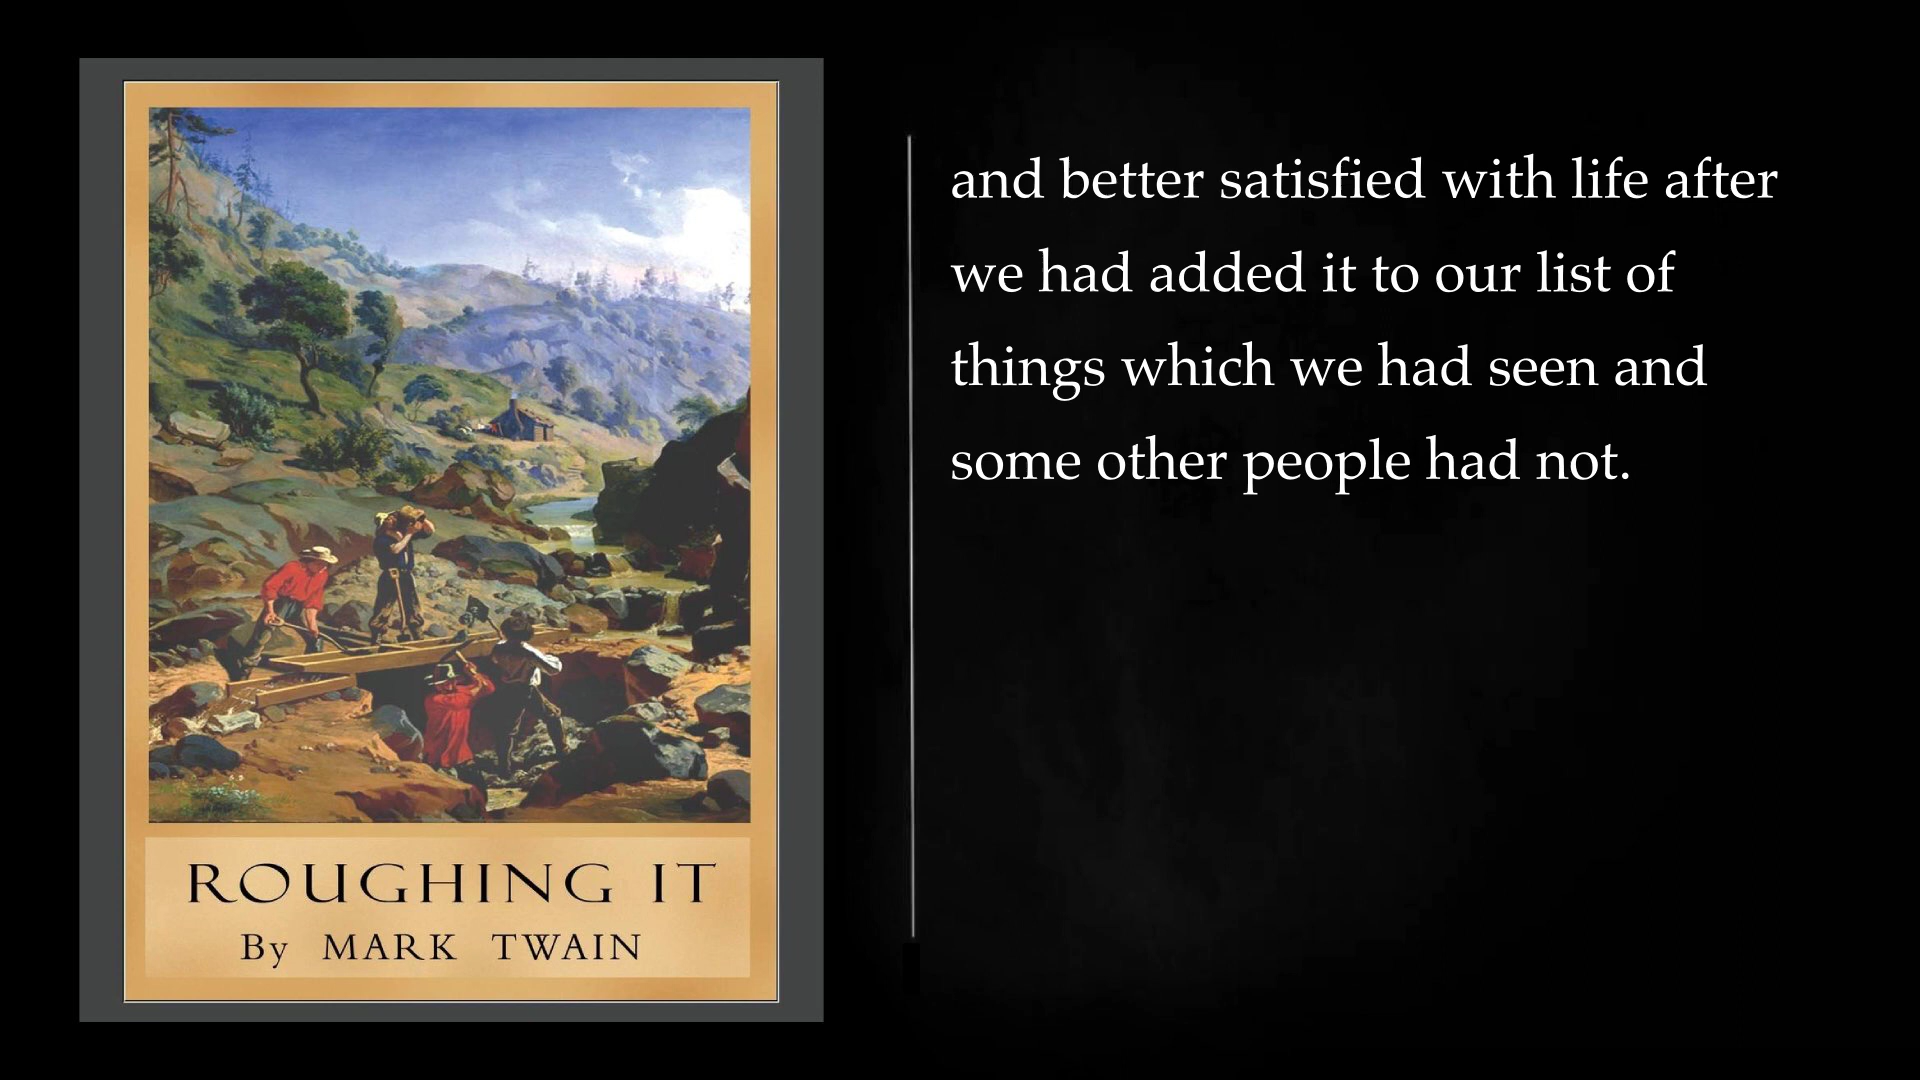 ROUGHING IT
By MARK TWAIN
and better satisfied with life after
we had added it to our list of
things which we had seen and
some other people had not.